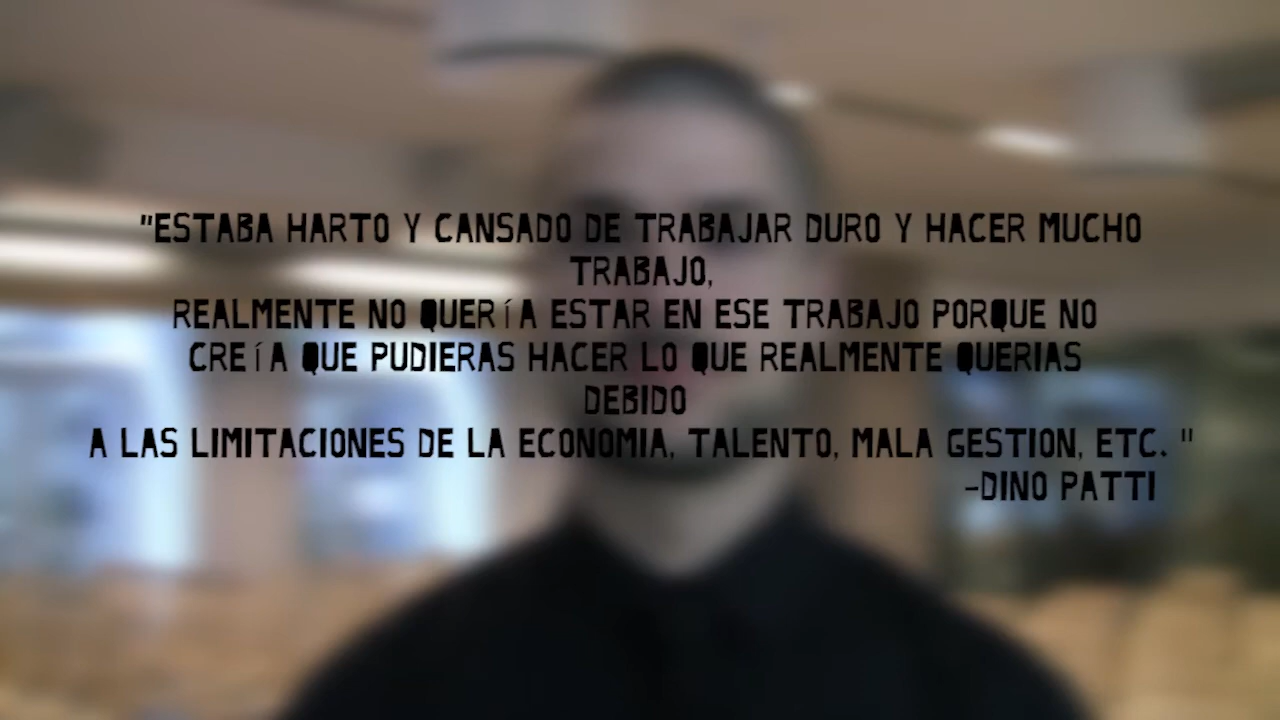 "ESTABA HARTO Y CANSADO DE TRABAJAR DURO Y HACER MUCHO
TRABAJO,
REALMENTE NO QUERÍA ESTAR EN ESE TRABAJO PORQUE NO
CREÍA QUE PUDIERAS HACER LO QUE REALMENTE QUERIAS
DEBIDO
A LAS LIMITACIONES DE LA ECONOMIA, TALENTO, MALA GESTION, ETC. "
-DINO PATTI